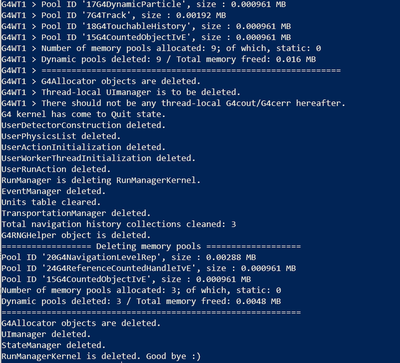 G4WT1 > Pool ID '17G4DynamicParticle', size : 0.000961 MB
G4WT1 > Pool ID '7G4Track', size : 0.00192 MB
G4WT1 > Pool ID '18G4TouchableHistory', size : 0.000961 MB
G4WT1 > Pool ID '15G4CountedObjectIvE', size : 0.000961 MB
G4WT1 > Number of memory pools allocated: 9; of which, static: 0
G4WT1 > Dynamic pools deleted: 9 / Total memory freed: 0.016 MB
G4WT1 > ======================================================
G4WT1 > G4Allocator objects are deleted.
G4WT1 > Thread-local UImanager is to be deleted.
G4WT1 > There should not be any thread-local G4cout/G4cerr hereafter.
G4 kernel has come to Quit state.
UserDetectorConstruction deleted.
UserPhysicsList deleted.
UserActionInitialization deleted.
UserWorkerThreadInitialization deleted.
UserRunAction deleted.
RunManager is deleting RunManagerKernel.
EventManager deleted.
Units table cleared.
TransportationManager deleted.
Total navigation history collections cleaned: 3
G4RNGHelper object is deleted.
================== Deleting memory pools ===================
Pool ID '20G4NavigationLevelRep', size : 0.00288 MB
Pool ID '24G4ReferenceCountedHandleIvE', size : 0.000961 MB
Pool ID '15G4CountedObjectIvE', size : 0.000961 MB
Number of memory pools allocated: 3; of which, static: 0
Dynamic pools deleted: 3 / Total memory freed: 0.0048 MB
============================================================
G4Allocator objects are deleted.
UImanager deleted.
StateManager deleted.
RunManagerKernel is deleted. Good bye :)